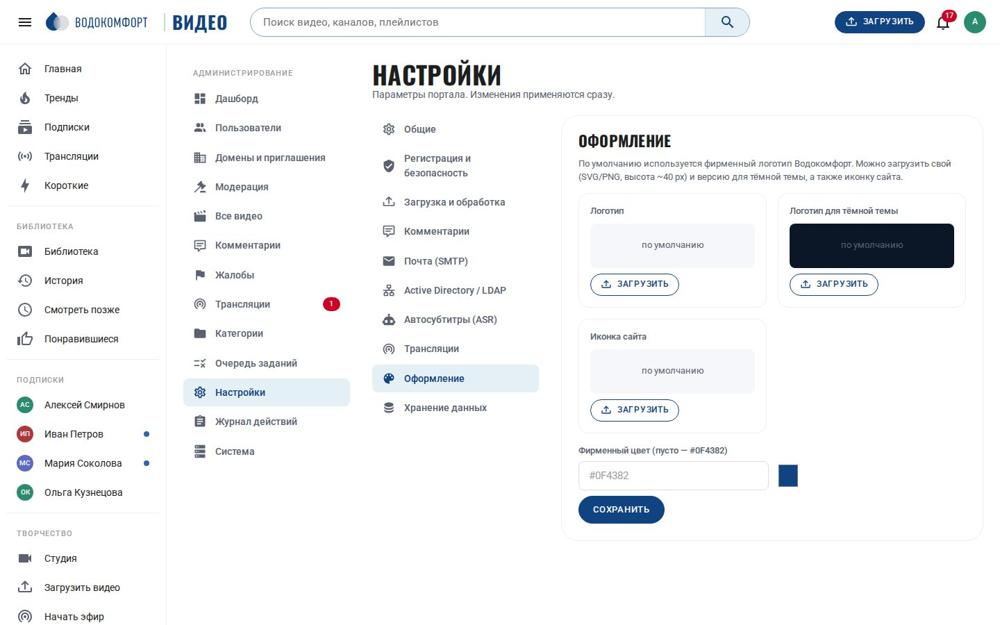 ВОДОКОМФОРТ
ВИДЕО
Поиск видео, каналов, плейлистов
ЗАГРУЗИТЬ
17
A
Главная
Тренды
Подписки
Трансляции
Короткие
БИБЛИОТЕКА
Библиотека
История
Смотреть позже
Понравившиеся
ПОДПИСКИ
АС Алексей Смирнов
ИП Иван Петров
МС Мария Соколова
ОК Ольга Кузнецова
ТВОРЧЕСТВО
Студия
Загрузить видео
Начать эфир
АДМИНИСТРИРОВАНИЕ
Дашборд
Пользователи
Домены и приглашения
Модерация
Все видео
Комментарии
Жалобы
Трансляции 1
Категории
Очередь заданий
Настройки
Журнал действий
Система
НАСТРОЙКИ
Параметры портала. Изменения применяются сразу.
Общие
Регистрация и
безопасность
Загрузка и обработка
Комментарии
Почта (SMTP)
Active Directory / LDAP
Автосубтитры (ASR)
Трансляции
Оформление
Хранение данных
ОФОРМЛЕНИЕ
По умолчанию используется фирменный логотип Водокомфорт. Можно загрузить свой
(SVG/PNG, высота ~40 px) и версию для тёмной темы, а также иконку сайта.
Логотип
по умолчанию
ЗАГРУЗИТЬ
Логотип для тёмной темы
по умолчанию
ЗАГРУЗИТЬ
Иконка сайта
по умолчанию
ЗАГРУЗИТЬ
Фирменный цвет (пусто — #0F4382)
#0F4382
СОХРАНИТЬ